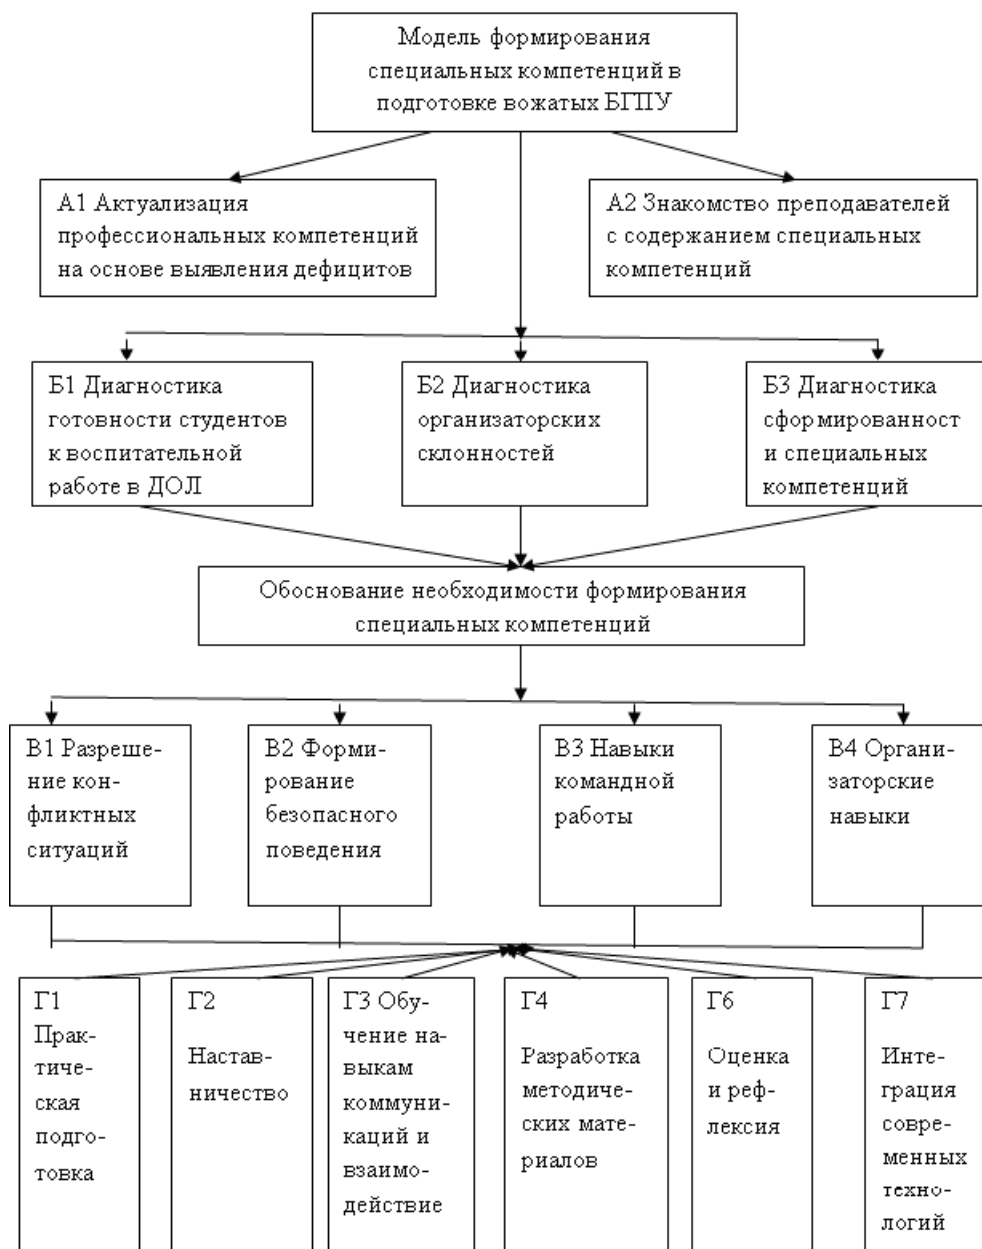 Модель формирования
специальных компетенций в
подготовке вожатых БГПУ
А1 Актуализация
профессиональных компетенций
на основе выявления дефицитов
А2 Знакомство преподавателей
с содержанием специальных
компетенций
Б1 Диагностика
готовности студентов
к воспитательной
работе в ДОЛ
Б2 Диагностика
организаторских
склонностей
Б3 Диагностика
сформированност
и специальных
компетенций
Обоснование необходимости формирования
специальных компетенций
В1 Разреше-
ние кон-
фликтных
ситуаций
В2 Форми-
рование
безопасного
поведения
В3 Навыки
командной
работы
В4 Органи-
заторские
навыки
Г1
Прак-
тиче-
ская
подго-
товка
Г2
Настав-
ничество
Г3 Обу-
чение на-
выкам
коммуни-
каций и
взаимо-
действие
Г4
Разработка
методиче-
ских мате-
риалов
Г6
Оценка
и реф-
лексия
Г7
Инте-
грация
совре-
менных
техно-
логий